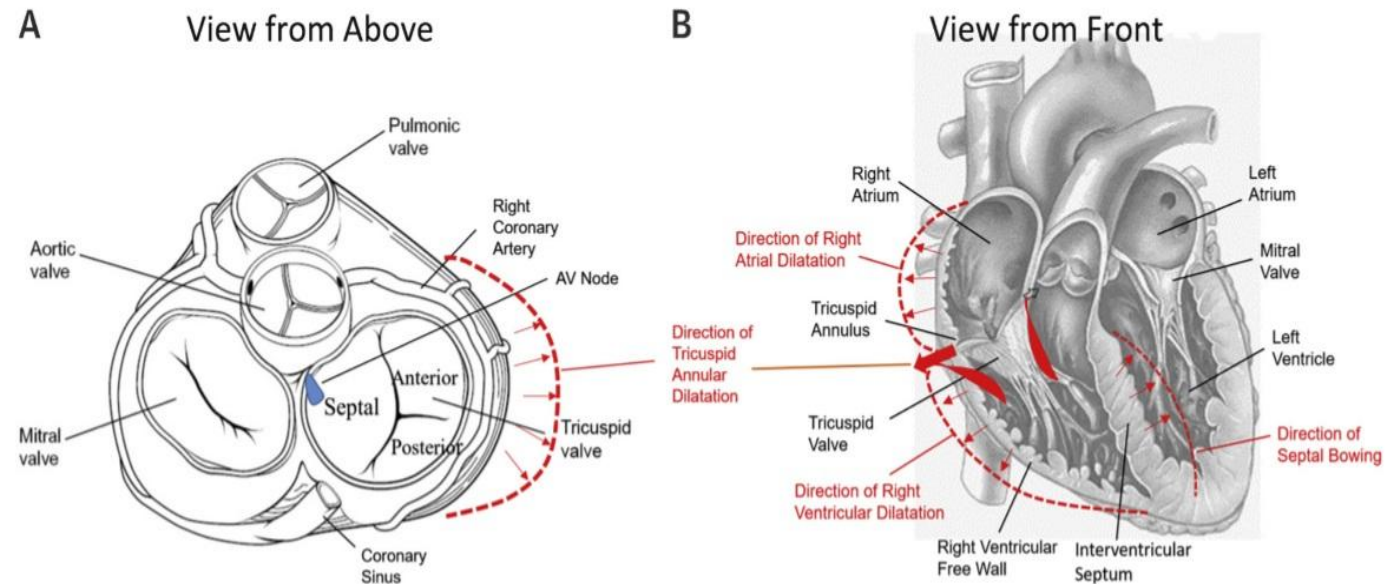 A
View from Above
Pulmonic
valve
Aortic
valve
Right
Coronary
Artery
AV Node
Direction of
Tricuspid
Annular
Dilatation
Anterior
Septal
Posterior
Mitral
valve
Tricuspid
valve
Coronary
Sinus
B
View from Front
Right
Atrium
Left
Atrium
Direction of Right
Atrial Dilatation
Mitral
Valve
Tricuspid
Annulus
Left
Ventricle
Tricuspid
Valve
Direction of
Septal Bowing
Direction of Right
Ventricular Dilatation
Right Ventricular
Free Wall
Interventricular
Septum